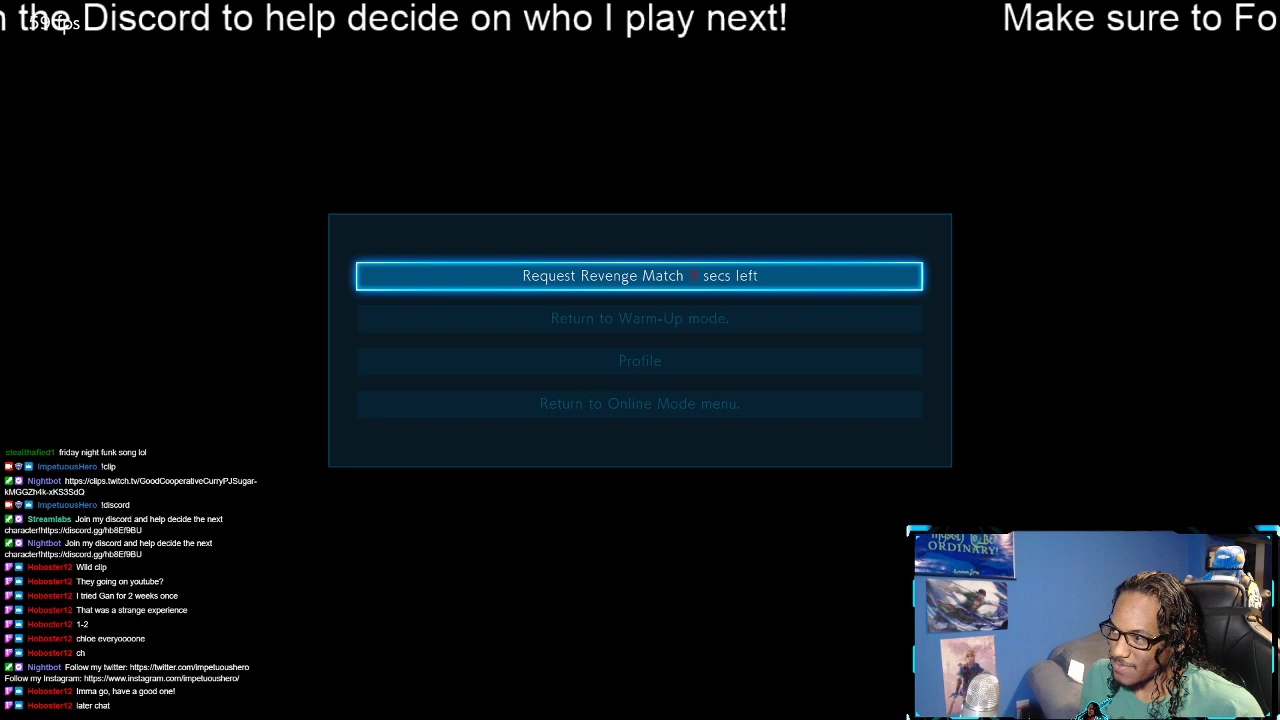 n the Discord to help decide on who I play next! Make sure to Fo
59 fps
Request Revenge Match 9 secs left
Return to Warm-Up mode.
Profile
Return to Online Mode menu.
stealthafied1 friday night funk song lol
ImpetuousHero !clip
Nightbot https://clips.twitch.tv/GoodCooperativeCurryPJSugar-
kMGGZh4k-xKS3SdQ
ImpetuousHero !discord
Streamlabs Join my discord and help decide the next
character!https://discord.gg/hb8Ef9BU
Nightbot Join my discord and help decide the next
character!https://discord.gg/hb8Ef9BU
Hoboster12 Wild clip
Hoboster12 They going on youtube?
Hoboster12 I tried Gan for 2 weeks once
Hoboster12 That was a strange experience
Hoboster12 1-2
Hoboster12 chloe everyoooone
Hoboster12 ch
Nightbot Follow my twitter: https://twitter.com/impetuoushero
Follow my Instagram: https://www.instagram.com/impetuoushero/
Hoboster12 Imma go, have a good one!
Hoboster12 later chat
MYSELF TO BE
ORDINARY!